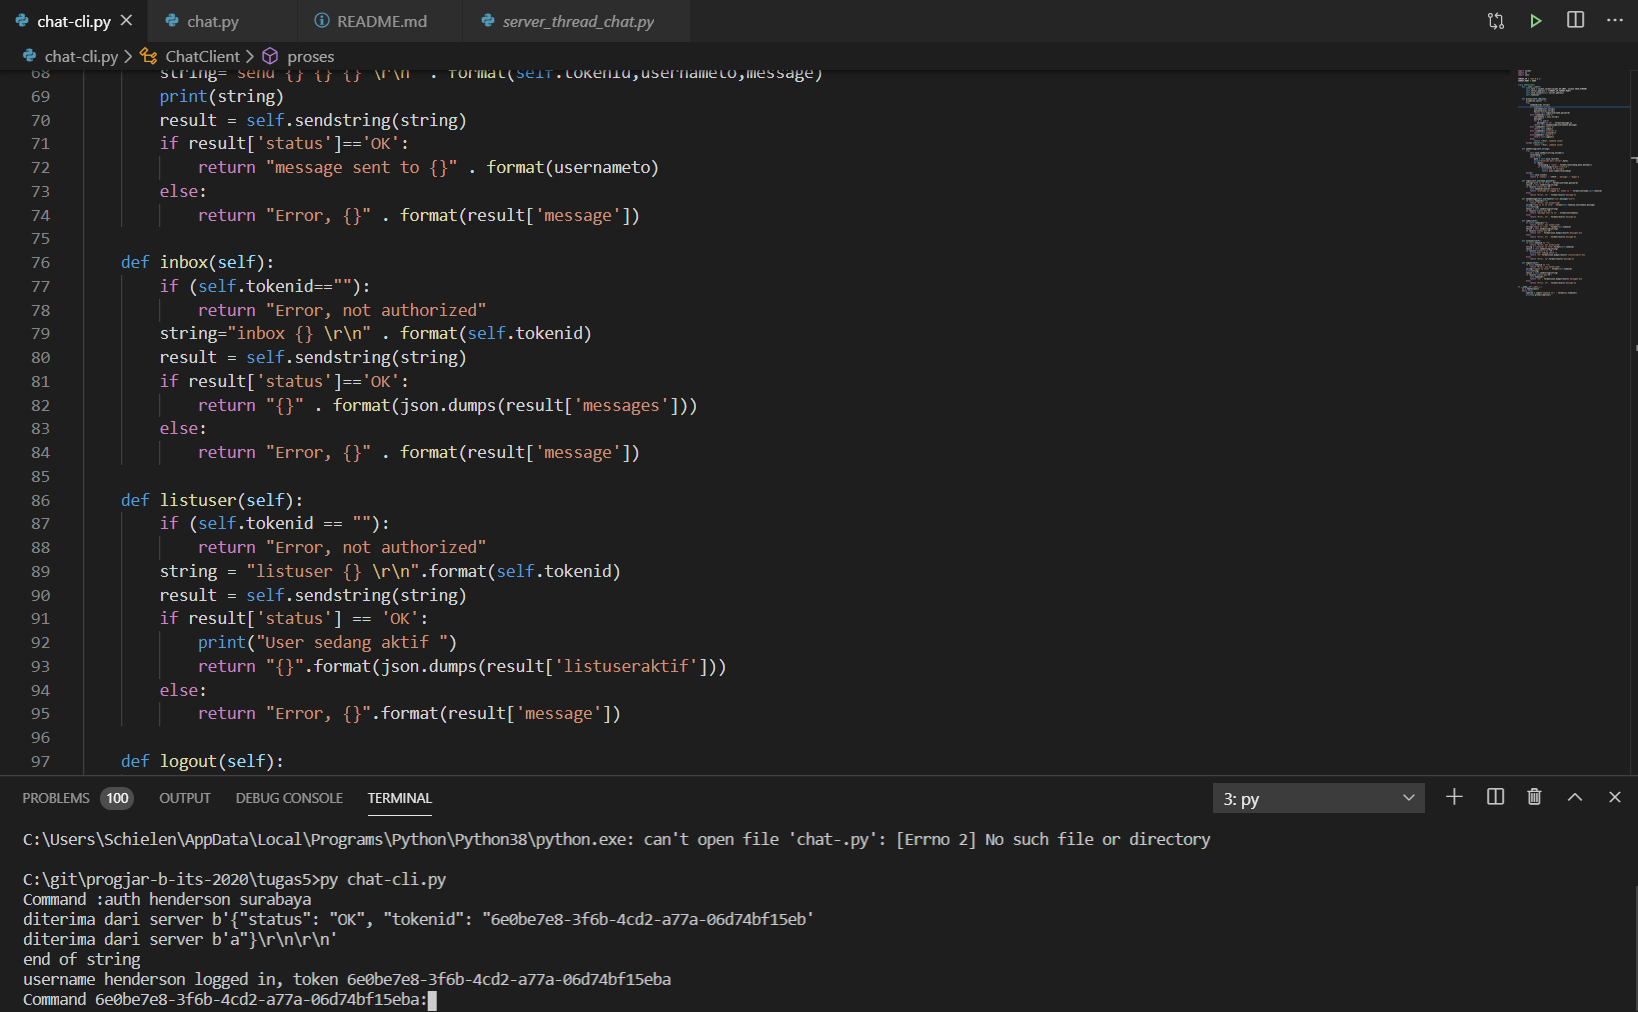 chat-cli.py
chat.py
README.md
server_thread_chat.py
chat-cli.py > ChatClient > proses
68 string="send {} {} {} \r\n" . format(self.tokenid,usernameto,message)
69 print(string)
70 result = self.sendstring(string)
71 if result['status']=='OK':
72 return "message sent to {}" . format(usernameto)
73 else:
74 return "Error, {}" . format(result['message'])
75
76 def inbox(self):
77 if (self.tokenid==""):
78 return "Error, not authorized"
79 string="inbox {} \r\n" . format(self.tokenid)
80 result = self.sendstring(string)
81 if result['status']=='OK':
82 return "{}" . format(json.dumps(result['messages']))
83 else:
84 return "Error, {}" . format(result['message'])
85
86 def listuser(self):
87 if (self.tokenid == ""):
88 return "Error, not authorized"
89 string = "listuser {} \r\n".format(self.tokenid)
90 result = self.sendstring(string)
91 if result['status'] == 'OK':
92 print("User sedang aktif ")
93 return "{}".format(json.dumps(result['listuseraktif']))
94 else:
95 return "Error, {}".format(result['message'])
96
97 def logout(self):
PROBLEMS 100 OUTPUT DEBUG CONSOLE TERMINAL 3: py
C:\Users\Schielen\AppData\Local\Programs\Python\Python38\python.exe: can't open file 'chat-.py': [Errno 2] No such file or directory
C:\git\progjar-b-its-2020\tugas5>py chat-cli.py
Command :auth henderson surabaya
diterima dari server b'{"status": "OK", "tokenid": "6e0be7e8-3f6b-4cd2-a77a-06d74bf15eb'
diterima dari server b'a"}\r\n\r\n'
end of string
username henderson logged in, token 6e0be7e8-3f6b-4cd2-a77a-06d74bf15eba
Command 6e0be7e8-3f6b-4cd2-a77a-06d74bf15eba: